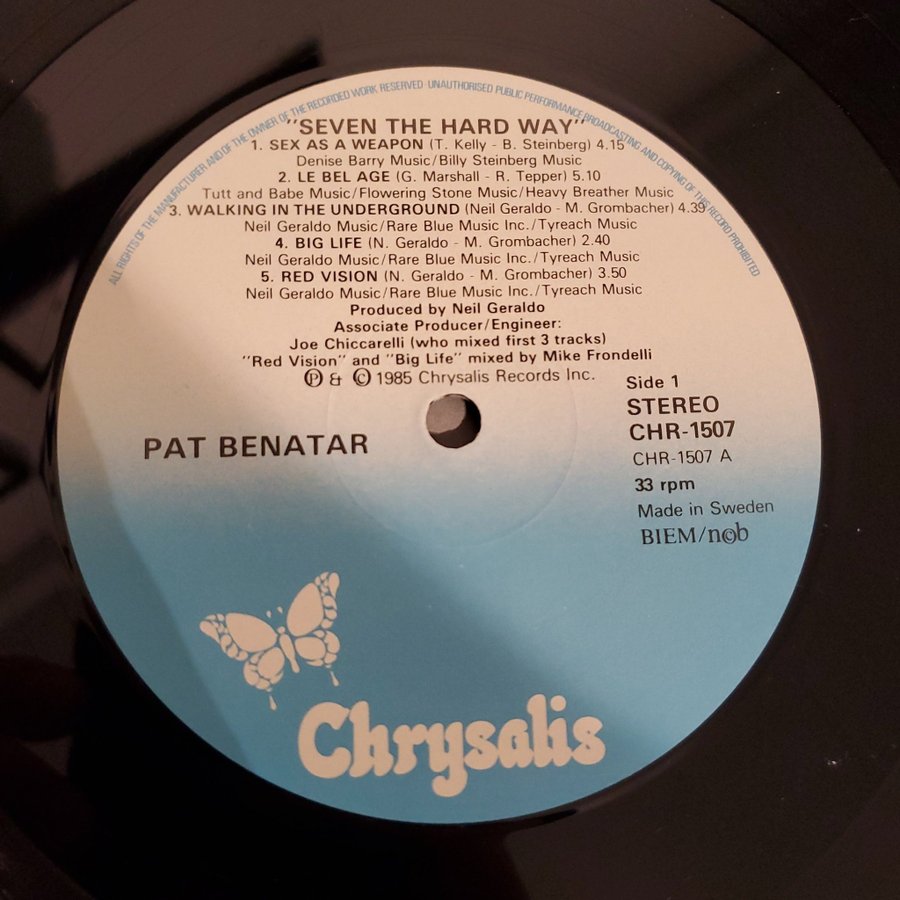 ALL RIGHTS OF THE MANUFACTURER AND OF THE OWNER OF THE RECORDED WORK RESERVED · UNAUTHORISED PUBLIC PERFORMANCE BROADCASTING AND COPYING OF THIS RECORD PROHIBITED
"SEVEN THE HARD WAY"
1. SEX AS A WEAPON (T. Kelly - B. Steinberg) 4.15
Denise Barry Music/Billy Steinberg Music
2. LE BEL AGE (G. Marshall - R. Tepper) 5.10
Tutt and Babe Music/Flowering Stone Music/Heavy Breather Music
3. WALKING IN THE UNDERGROUND (Neil Geraldo - M. Grombacher) 4.39
Neil Geraldo Music/Rare Blue Music Inc./Tyreach Music
4. BIG LIFE (N. Geraldo - M. Grombacher) 2.40
Neil Geraldo Music/Rare Blue Music Inc./Tyreach Music
5. RED VISION (N. Geraldo - M. Grombacher) 3.50
Neil Geraldo Music/Rare Blue Music Inc./Tyreach Music
Produced by Neil Geraldo
Associate Producer/Engineer:
Joe Chiccarelli (who mixed first 3 tracks)
"Red Vision" and "Big Life" mixed by Mike Frondelli
Ⓟ & © 1985 Chrysalis Records Inc.
Side 1
STEREO
CHR-1507
CHR-1507 A
33 rpm
Made in Sweden
BIEM/n©b
PAT BENATAR
Chrysalis